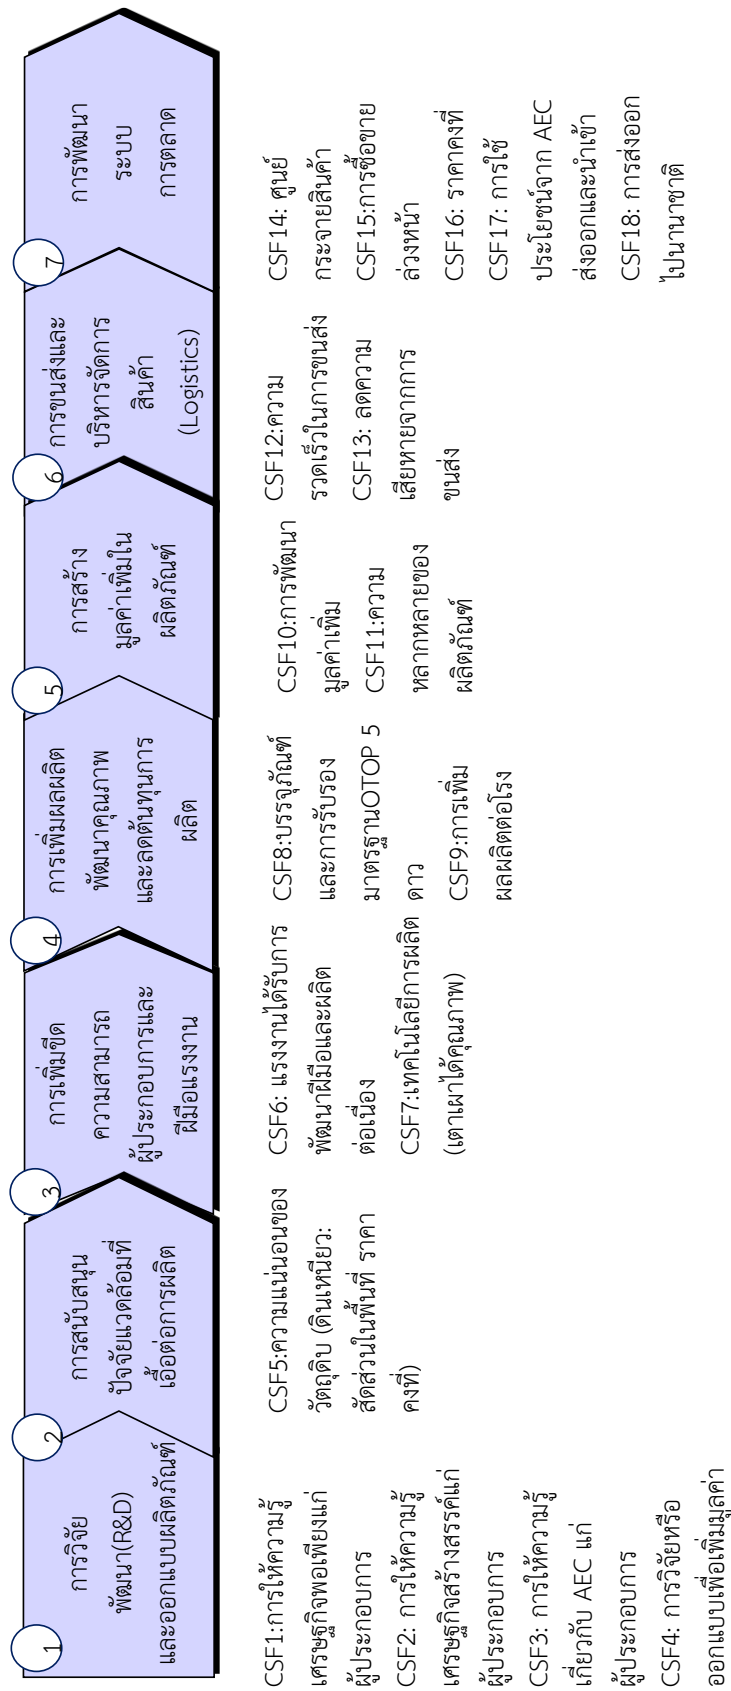 1
การวิจัย
พัฒนา(R&D)
และออกแบบผลิตภัณฑ์
2
การสนับสนุน
ปัจจัยแวดล้อมที่
เอื้อต่อการผลิต
3
การเพิ่มขีด
ความสามารถ
ผู้ประกอบการและ
ฝีมือแรงงาน
4
การเพิ่มผลผลิต
พัฒนาคุณภาพ
และลดต้นทุนการ
ผลิต
5
การสร้าง
มูลค่าเพิ่มใน
ผลิตภัณฑ์
6
การขนส่งและ
บริหารจัดการ
สินค้า
(Logistics)
7
การพัฒนา
ระบบ
การตลาด
CSF1:การให้ความรู้
เศรษฐกิจพอเพียงแก่
ผู้ประกอบการ
CSF2: การให้ความรู้
เศรษฐกิจสร้างสรรค์แก่
ผู้ประกอบการ
CSF3: การให้ความรู้
เกี่ยวกับ AEC แก่
ผู้ประกอบการ
CSF4: การวิจัยหรือ
ออกแบบเพื่อเพิ่มมูลค่า
CSF5:ความแน่นอนของ
วัตถุดิบ (ดินเหนียว:
สัดส่วนในพื้นที่ ราคา
คงที่)
CSF6: แรงงานได้รับการ
พัฒนาฝีมือและผลิต
ต่อเนื่อง
CSF7:เทคโนโลยีการผลิต
(เตาเผาได้คุณภาพ)
CSF8:บรรจุภัณฑ์
และการรับรอง
มาตรฐานOTOP 5
ดาว
CSF9:การเพิ่ม
ผลผลิตต่อโรง
CSF10:การพัฒนา
มูลค่าเพิ่ม
CSF11:ความ
หลากหลายของ
ผลิตภัณฑ์
CSF12:ความ
รวดเร็วในการขนส่ง
CSF13: ลดความ
เสียหายจากการ
ขนส่ง
CSF14: ศูนย์
กระจายสินค้า
CSF15:การซื้อขาย
ล่วงหน้า
CSF16: ราคาคงที่
CSF17: การใช้
ประโยชน์จาก AEC
ส่งออกและนำเข้า
CSF18: การส่งออก
ไปนานาชาติ